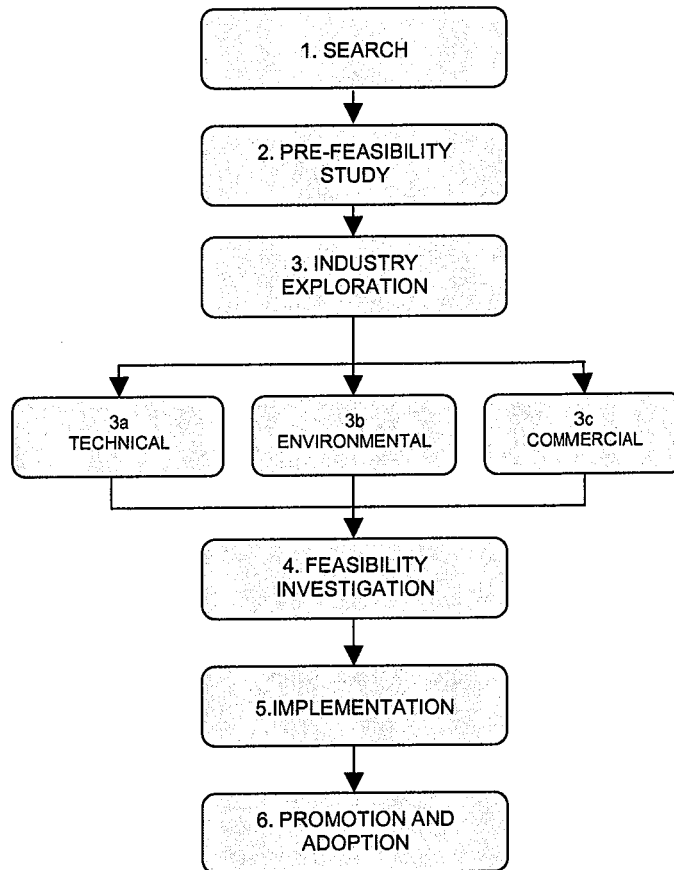 1. SEARCH
2. PRE-FEASIBILITY
STUDY
3. INDUSTRY
EXPLORATION
3a
TECHNICAL
3b
ENVIRONMENTAL
3c
COMMERCIAL
4. FEASIBILITY
INVESTIGATION
5.IMPLEMENTATION
6. PROMOTION AND
ADOPTION